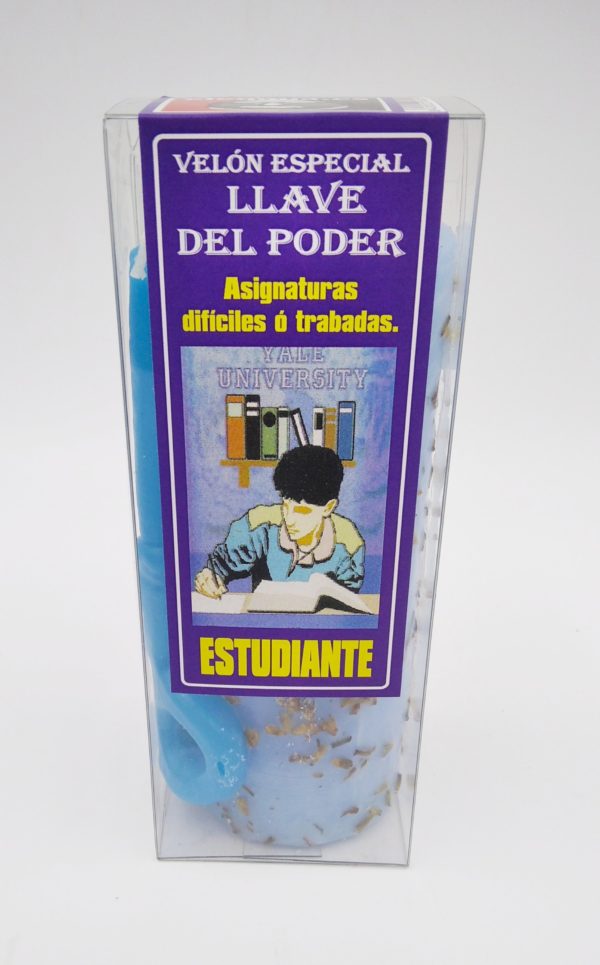 VELÓN ESPECIAL
LLAVE
DEL PODER
Asignaturas
difíciles ó trabadas.
YALE
UNIVERSITY
ESTUDIANTE